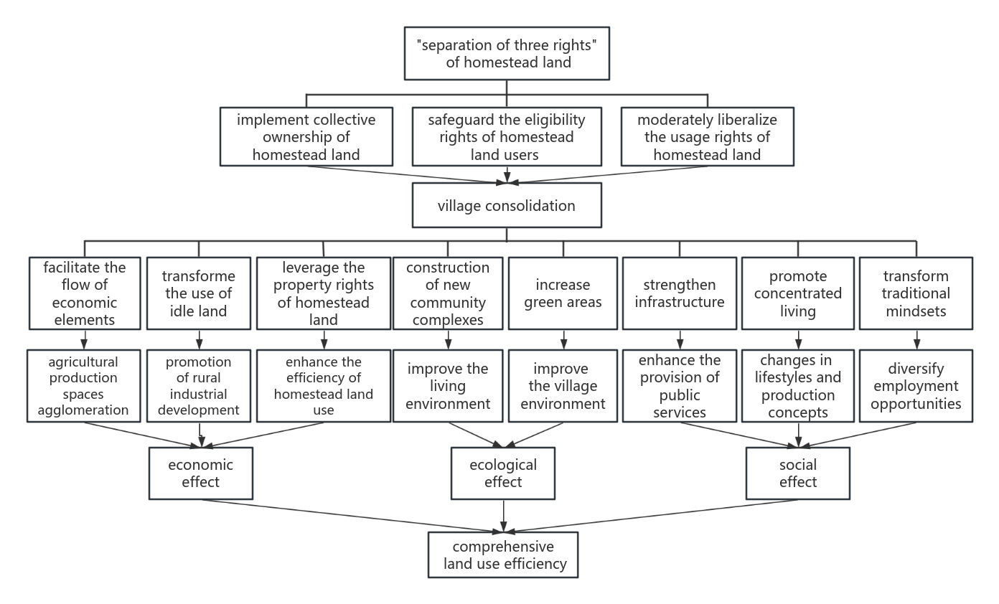 "separation of three rights"
of homestead land
implement collective
ownership of
homestead land
safeguard the eligibility
rights of homestead
land users
moderately liberalize
the usage rights of
homestead land
village consolidation
facilitate the
flow of
economic
elements
transforme
the use of
idle land
leverage the
property rights
of homestead
land
construction
of new
community
complexes
increase
green areas
strengthen
infrastructure
promote
concentrated
living
transform
traditional
mindsets
agricultural
production
spaces
agglomeration
promotion
of rural
industrial
development
enhance the
efficiency of
homestead land
use
improve the
living
environment
improve
the village
environment
enhance the
provision of
public
services
changes in
lifestyles and
production
concepts
diversify
employment
opportunities
economic
effect
ecological
effect
social
effect
comprehensive
land use efficiency